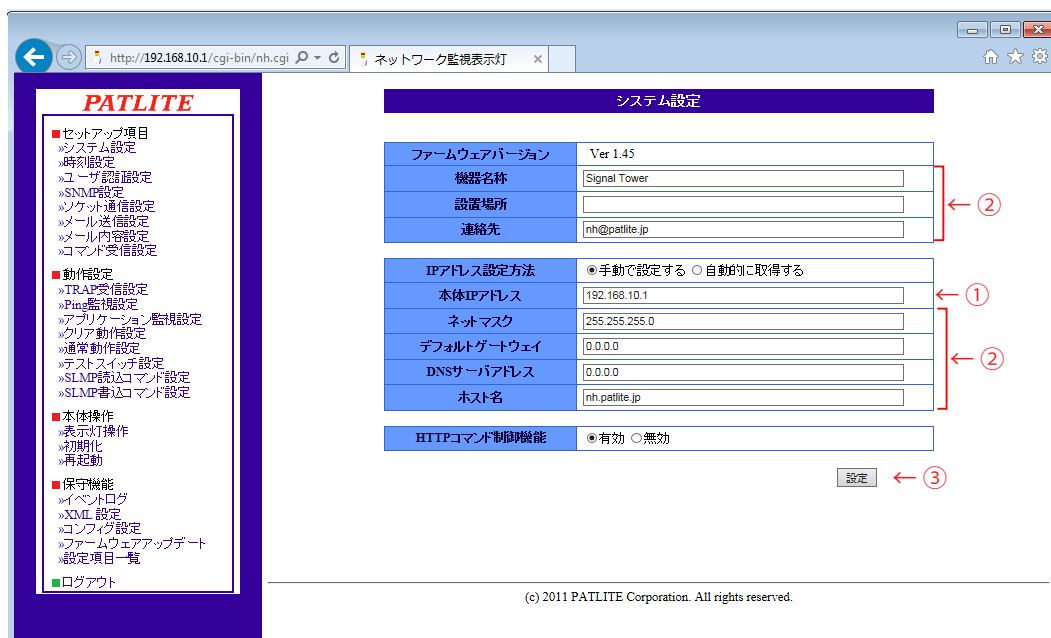 http://192.168.10.1/cgi-bin/nh.cgi
ネットワーク監視表示灯
PATLITE
セットアップ項目
»システム設定
»時刻設定
»ユーザ認証設定
»SNMP設定
»ソケット通信設定
»メール送信設定
»メール内容設定
»コマンド受信設定
動作設定
»TRAP受信設定
»Ping監視設定
»アプリケーション監視設定
»クリア動作設定
»通常動作設定
»テストスイッチ設定
»SLMP読込コマンド設定
»SLMP書込コマンド設定
本体操作
»表示灯操作
»初期化
»再起動
保守機能
»イベントログ
»XML 設定
»コンフィグ設定
»ファームウェアアップデート
»設定項目一覧
ログアウト
システム設定
ファームウェアバージョン Ver 1.45
機器名称 Signal Tower
設置場所 ← ②
連絡先 nh@patlite.jp
IPアドレス設定方法 手動で設定する 自動的に取得する
本体IPアドレス 192.168.10.1 ← ①
ネットマスク 255.255.255.0
デフォルトゲートウェイ 0.0.0.0 ← ②
DNSサーバアドレス 0.0.0.0
ホスト名 nh.patlite.jp
HTTPコマンド制御機能 有効 無効
設定 ← ③
(c) 2011 PATLITE Corporation. All rights reserved.